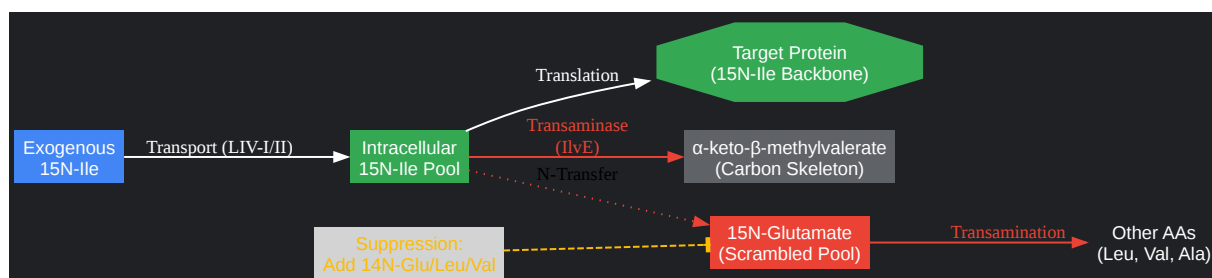 Target Protein
(15N-Ile Backbone)
Translation
Exogenous
15N-Ile
Transport (LIV-I/II)
Intracellular
15N-Ile Pool
Transaminase
(IlvE)
α-keto-β-methylvalerate
(Carbon Skeleton)
N-Transfer
Suppression:
Add 14N-Glu/Leu/Val
15N-Glutamate
(Scrambled Pool)
Transamination
Other AAs
(Leu, Val, Ala)